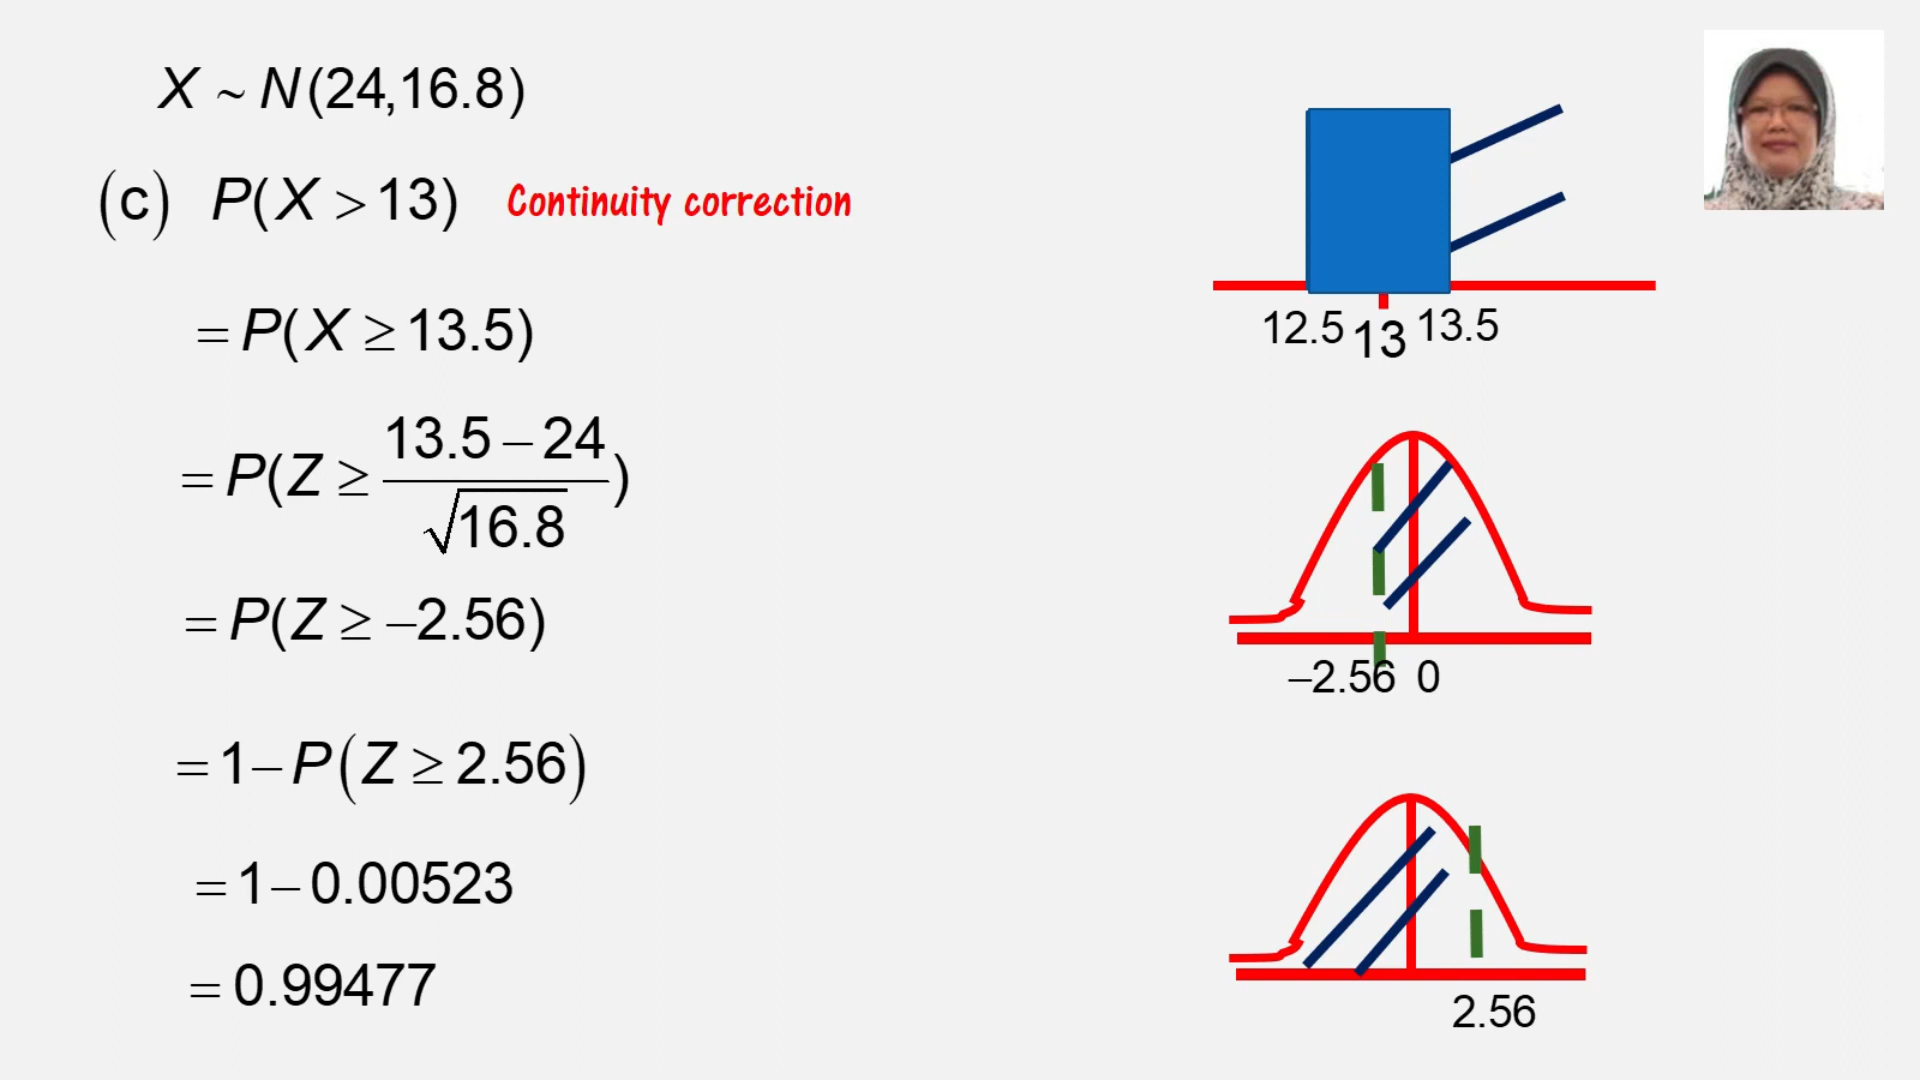 X ~ N(24,16.8)
(c) P(X > 13) Continuity correction
= P(X ≥ 13.5)
= P(Z ≥ (13.5 – 24)/√16.8)
= P(Z ≥ –2.56)
= 1 – P(Z ≥ 2.56)
= 1 – 0.00523
= 0.99477
12.5 13 13.5
–2.56 0
2.56